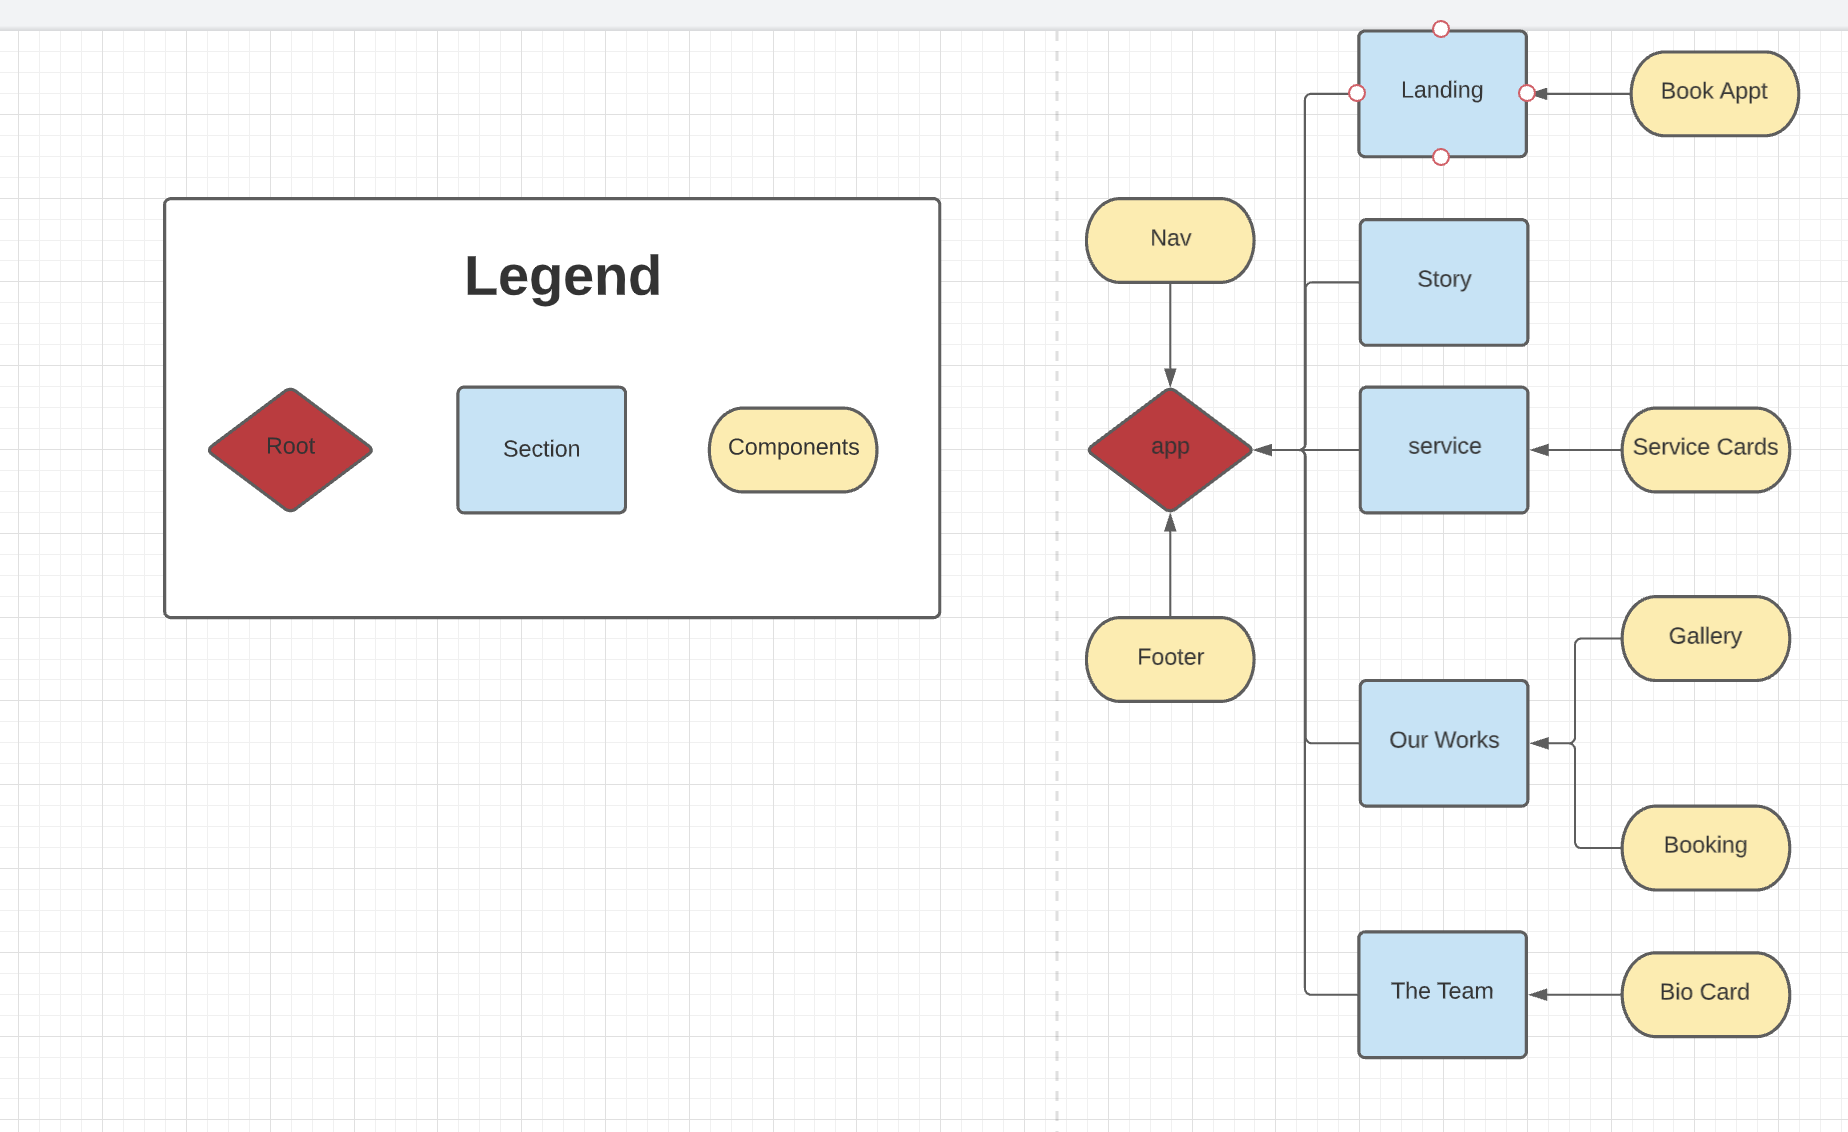 Legend
Root
Section
Components
Landing
Book Appt
Nav
Story
app
service
Service Cards
Footer
Gallery
Our Works
Booking
The Team
Bio Card